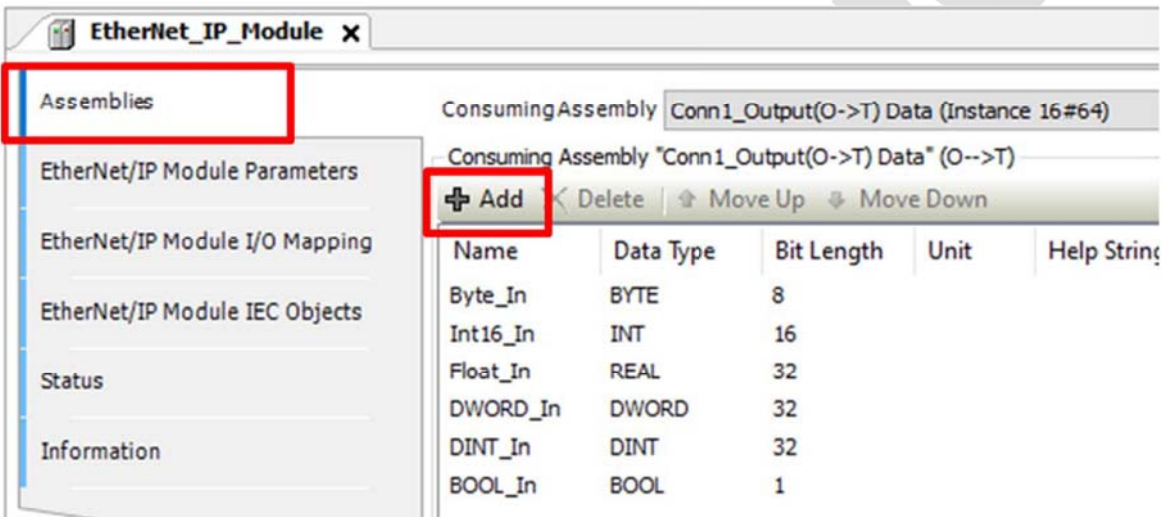 EtherNet_IP_Module X
Assemblies
EtherNet/IP Module Parameters
EtherNet/IP Module I/O Mapping
EtherNet/IP Module IEC Objects
Status
Information
Consuming Assembly Conn1_Output(O->T) Data (Instance 16#64)
Consuming Assembly "Conn1_Output(O->T) Data" (O-->T)
Add Delete Move Up Move Down
Name Data Type Bit Length Unit Help String
Byte_In BYTE 8
Int16_In INT 16
Float_In REAL 32
DWORD_In DWORD 32
DINT_In DINT 32
BOOL_In BOOL 1